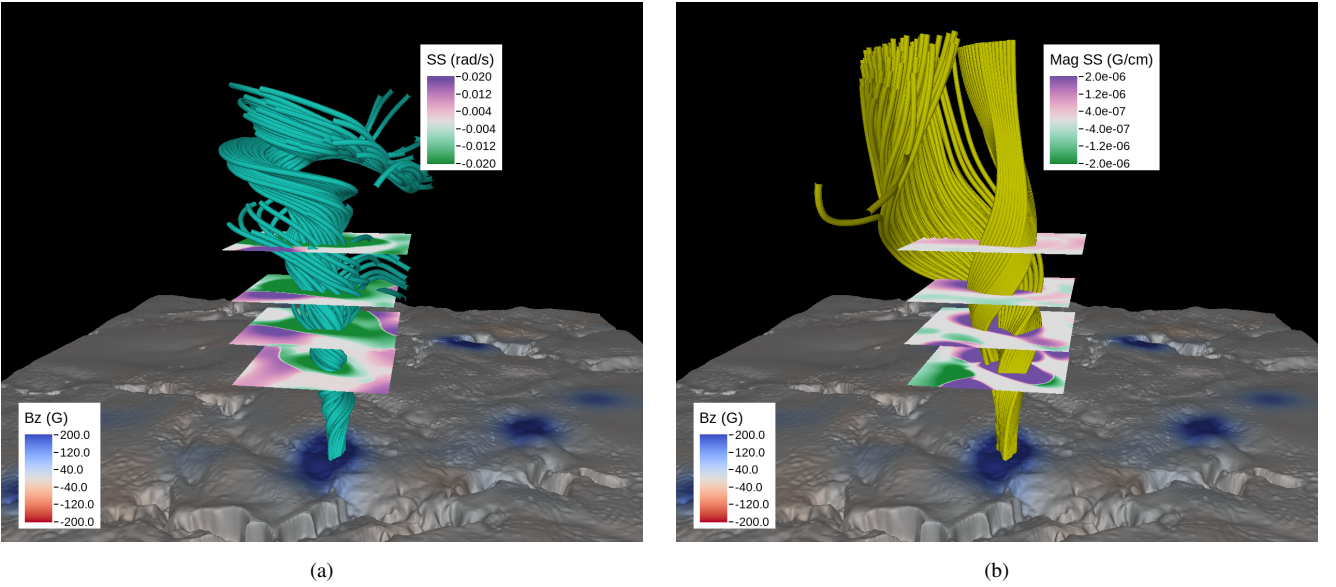 SS (rad/s)
0.020
0.012
0.004
-0.004
-0.012
-0.020
Bz (G)
200.0
120.0
40.0
-40.0
-120.0
-200.0
(a)
Mag SS (G/cm)
2.0e-06
1.2e-06
4.0e-07
-4.0e-07
-1.2e-06
-2.0e-06
Bz (G)
200.0
120.0
40.0
-40.0
-120.0
-200.0
(b)